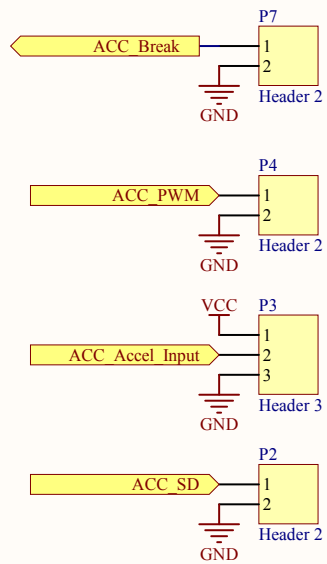 P7
ACC_Break
1
2
GND
Header 2
P4
ACC_PWM
1
2
GND
Header 2
P3
VCC
1
ACC_Accel_Input
2
3
Header 3
GND
P2
ACC_SD
1
2
Header 2
GND